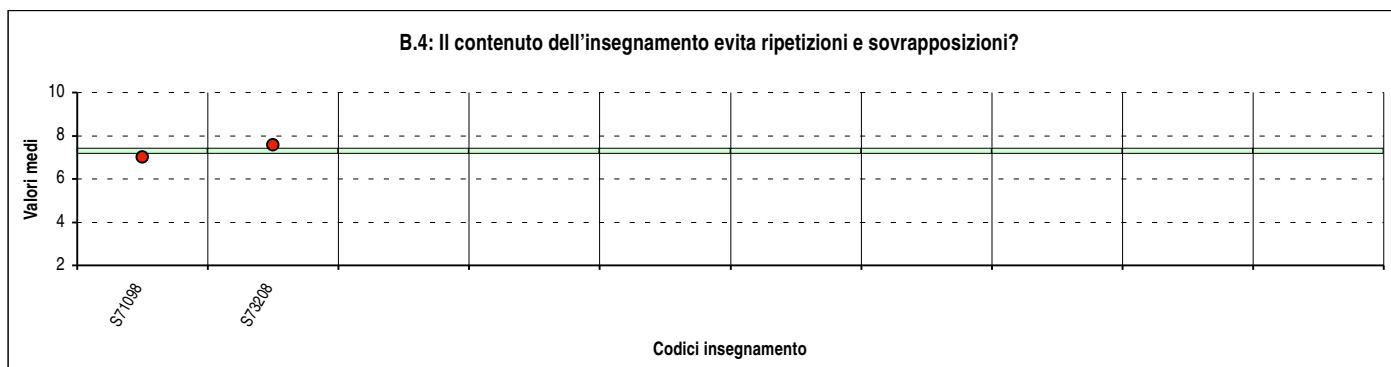 B.4: Il contenuto dell'insegnamento evita ripetizioni e sovrapposizioni?
10
8
6
4
2
Valori medi
S71098
S73208
Codici insegnamento